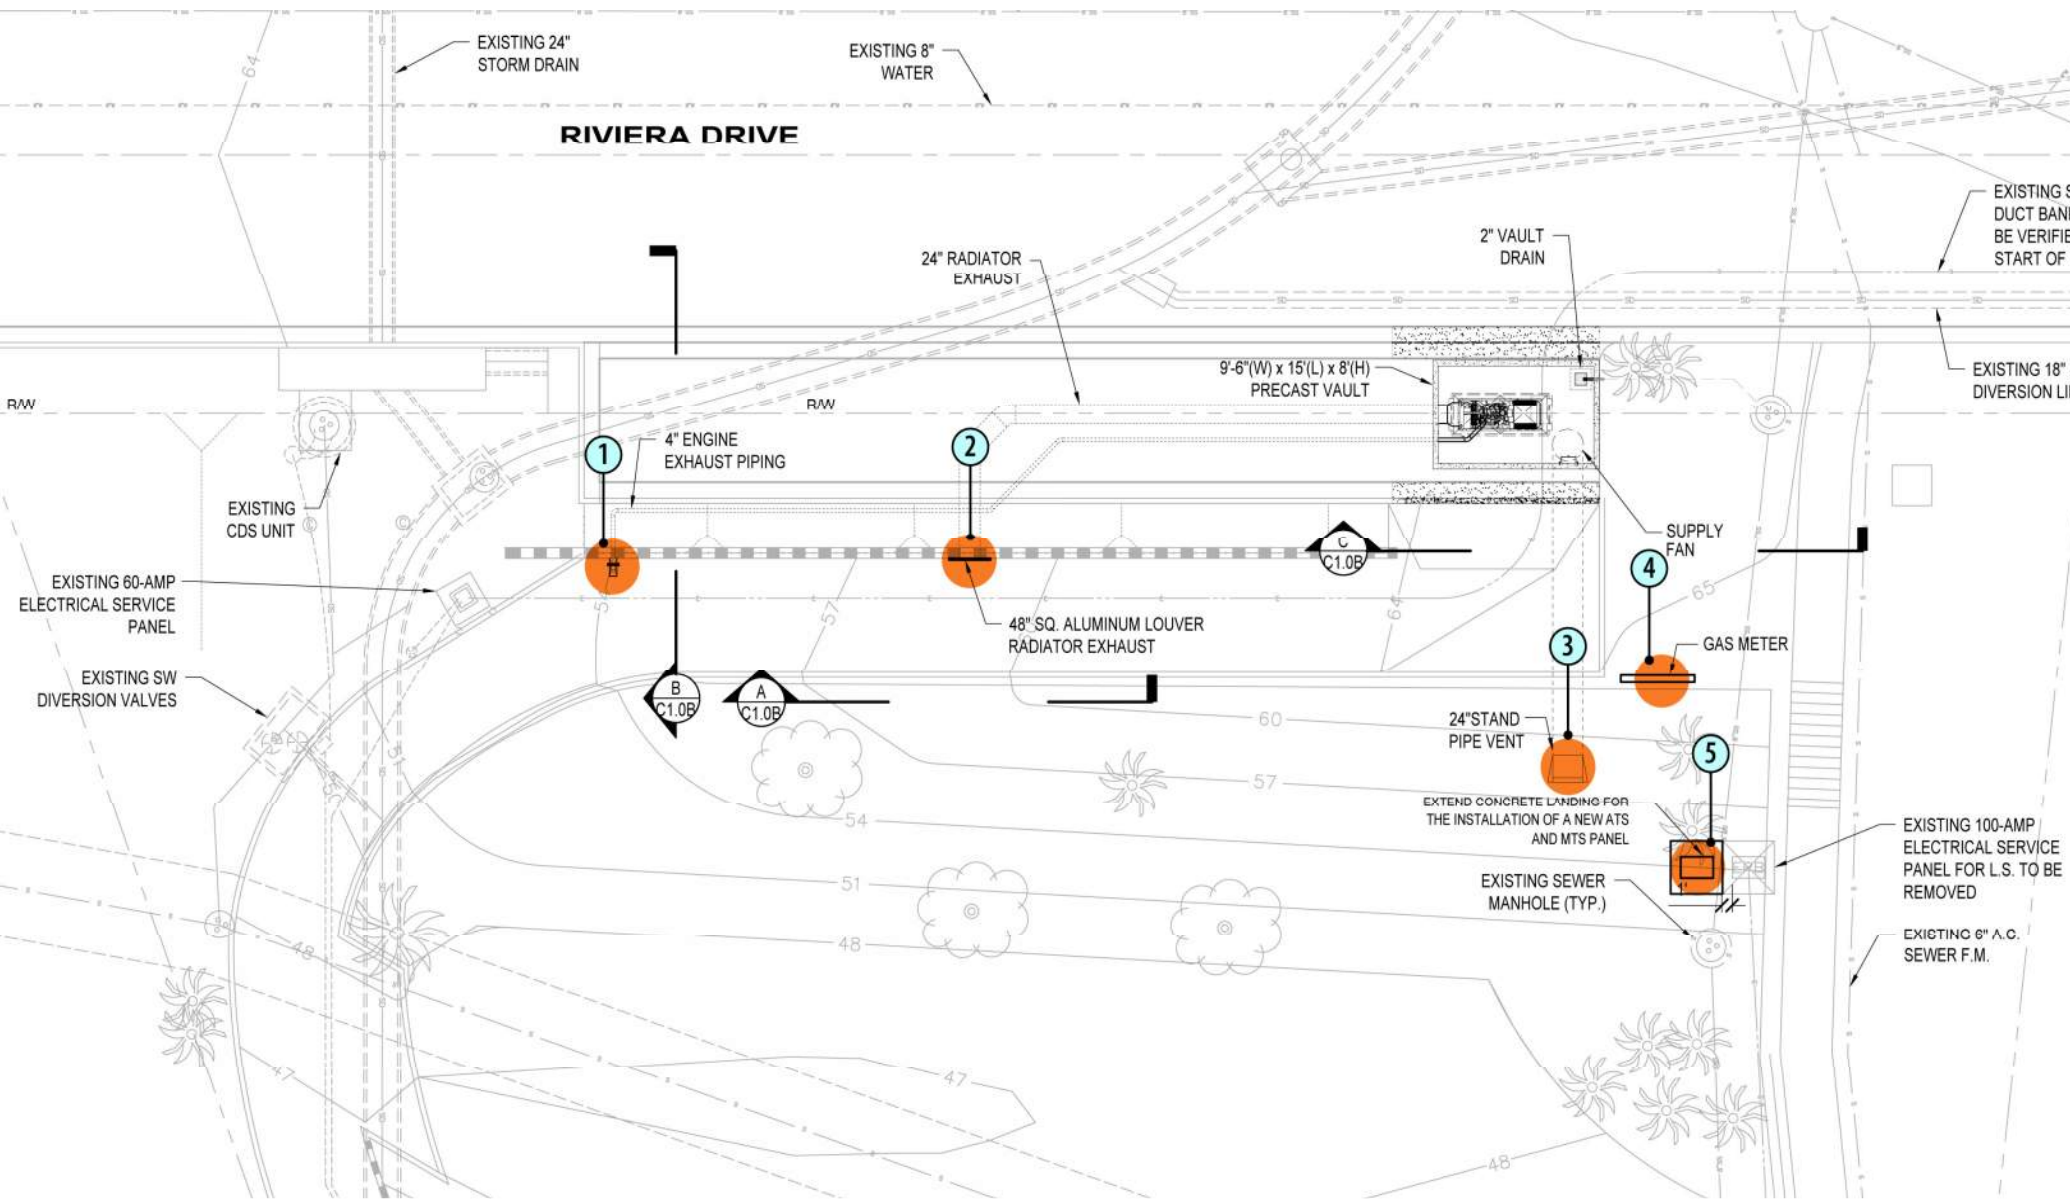 EXISTING 24"
STORM DRAIN
EXISTING 8"
WATER
64
RIVIERA DRIVE
EXISTING
DUCT BAN
BE VERIFIE
START OF
24" RADIATOR
EXHAUST
2" VAULT
DRAIN
9'-6"(W) x 15'(L) x 8'(H)
PRECAST VAULT
EXISTING 18"
DIVERSION LI
R/W
R/W
1
4" ENGINE
EXHAUST PIPING
2
EXISTING
CDS UNIT
SUPPLY
FAN
C
C1.0B
4
EXISTING 60-AMP
ELECTRICAL SERVICE
PANEL
57
64
65
48" SQ. ALUMINUM LOUVER
RADIATOR EXHAUST
3
GAS METER
EXISTING SW
DIVERSION VALVES
B
C1.0B
A
C1.0B
60
24"STAND
PIPE VENT
5
57
54
EXTEND CONCRETE LANDING FOR
THE INSTALLATION OF A NEW ATS
AND MTS PANEL
EXISTING 100-AMP
ELECTRICAL SERVICE
PANEL FOR L.S. TO BE
REMOVED
51
EXISTING SEWER
MANHOLE (TYP.)
1'
48
48
EXISTING 6" A.C.
SEWER F.M.
47
47
48